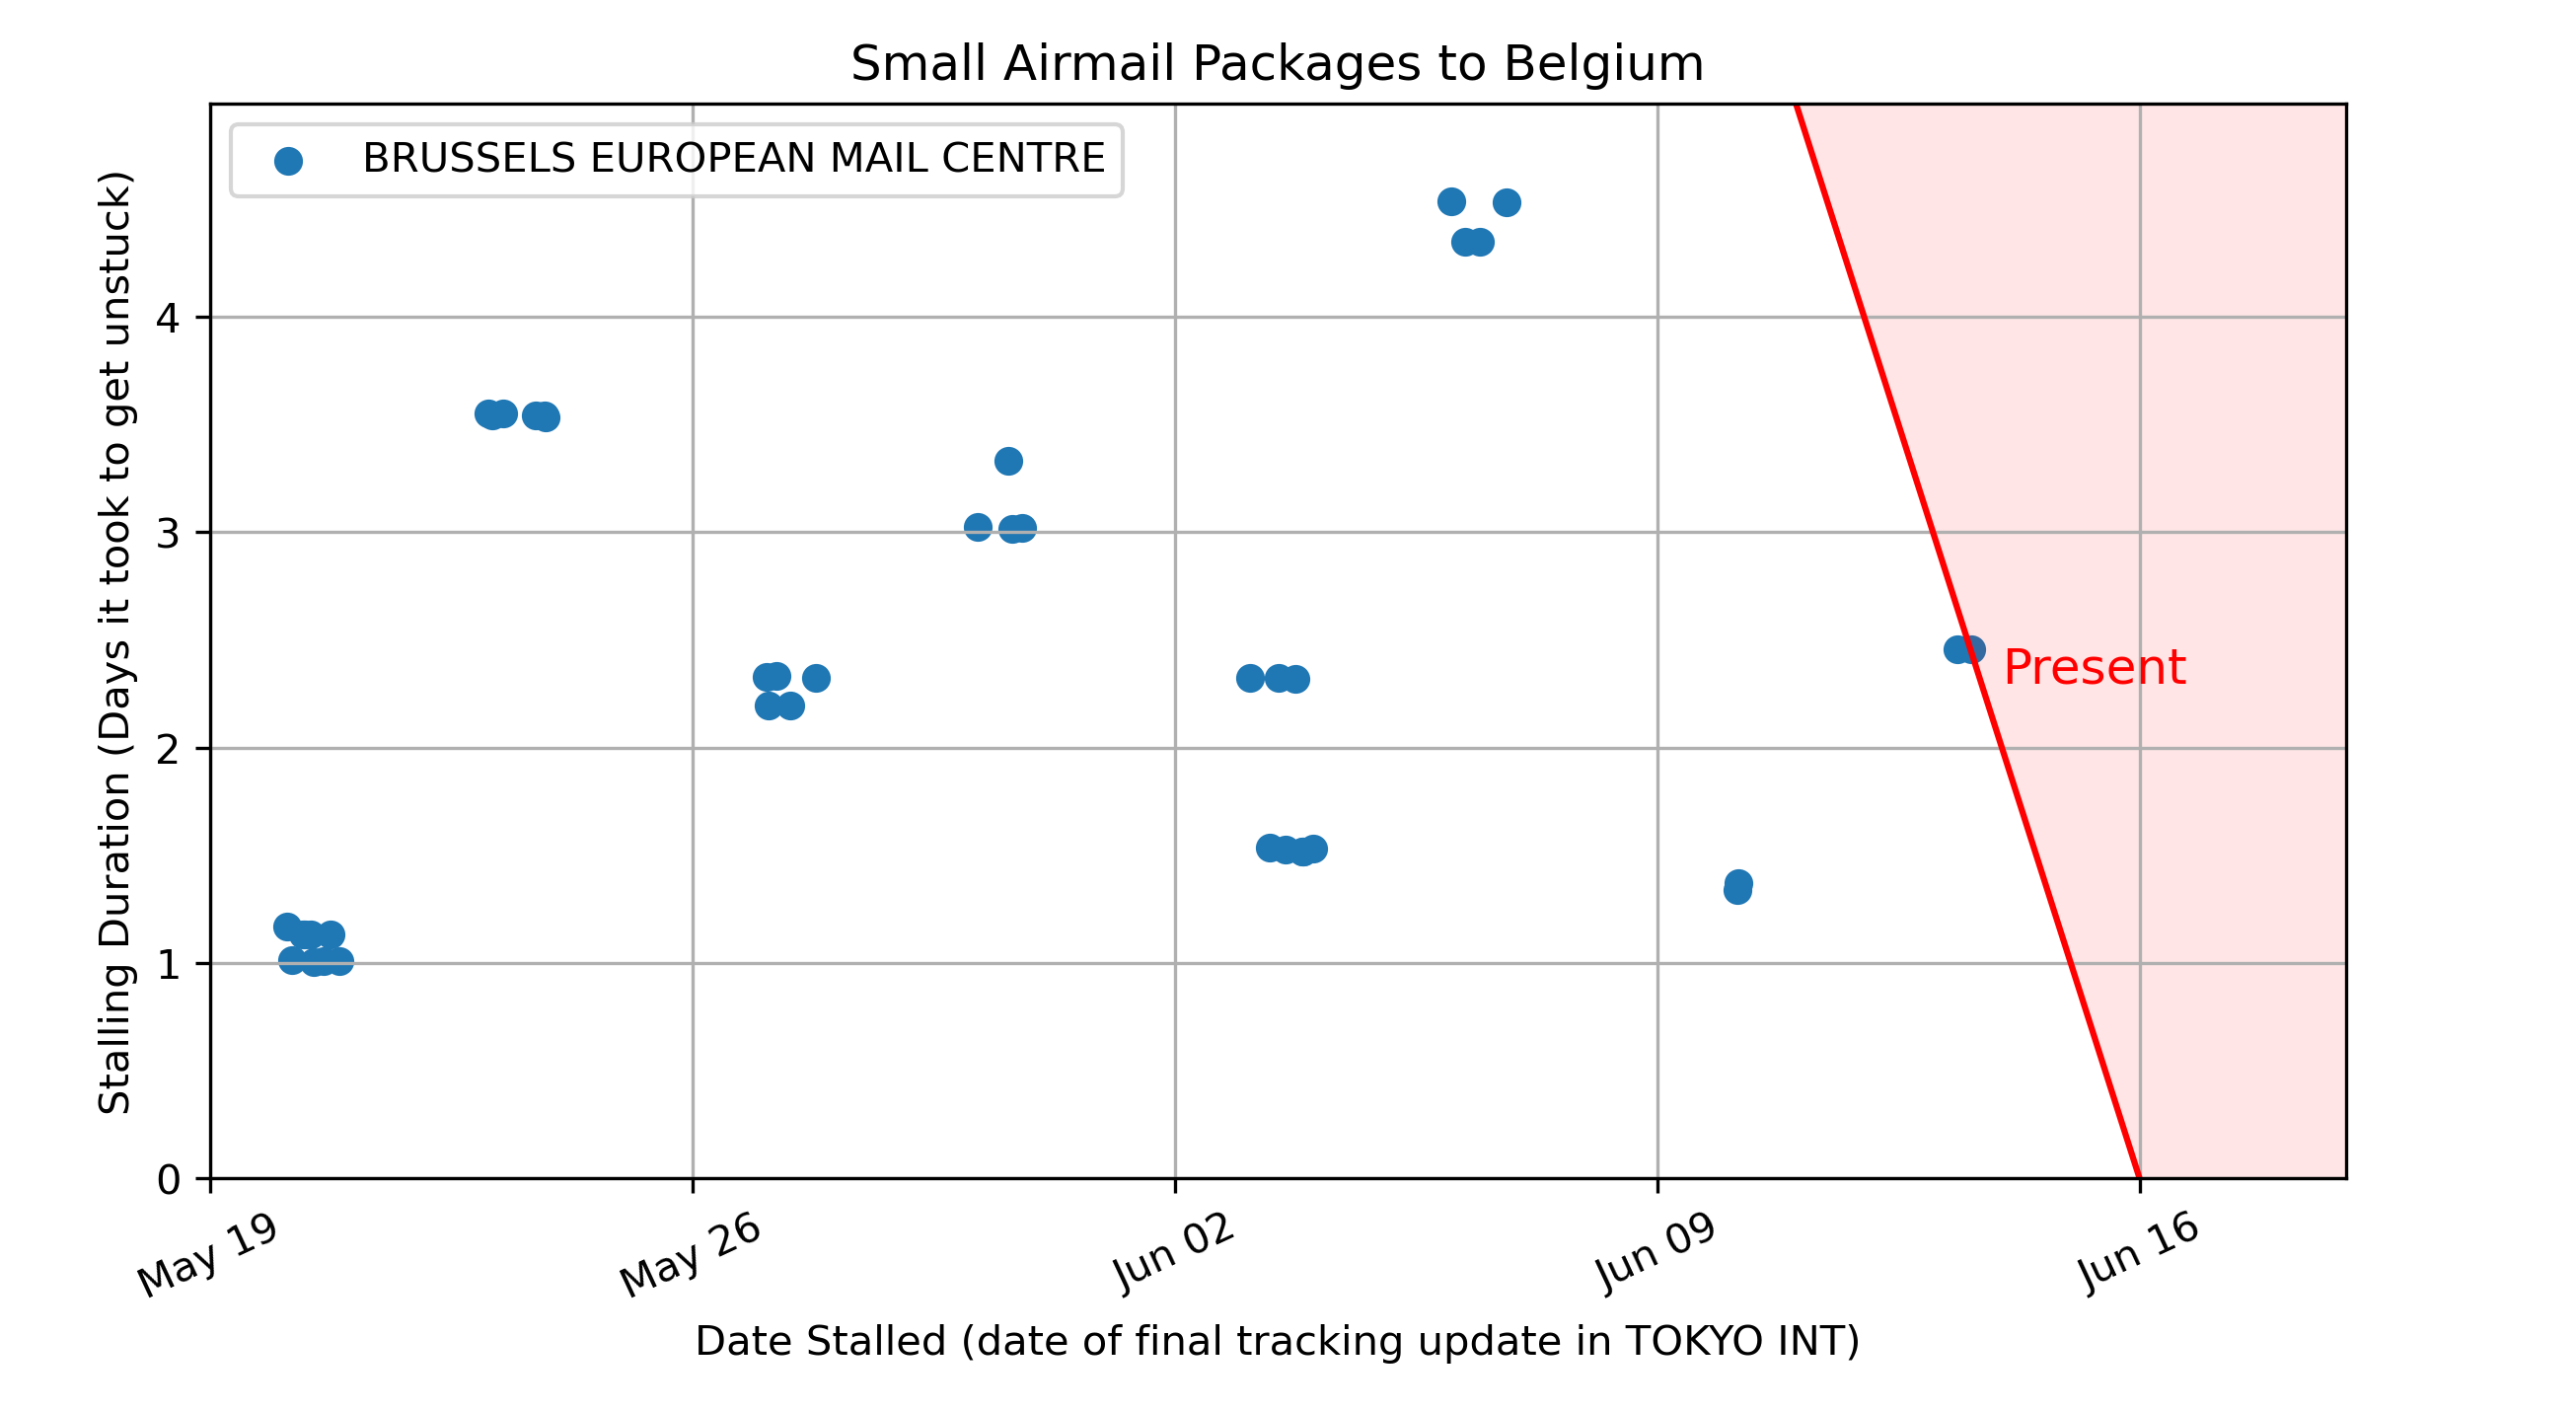 Small Airmail Packages to Belgium
BRUSSELS EUROPEAN MAIL CENTRE
Stalling Duration (Days it took to get unstuck)
4
3
2
1
0
Present
May 19
May 26
Jun 02
Jun 09
Jun 16
Date Stalled (date of final tracking update in TOKYO INT)